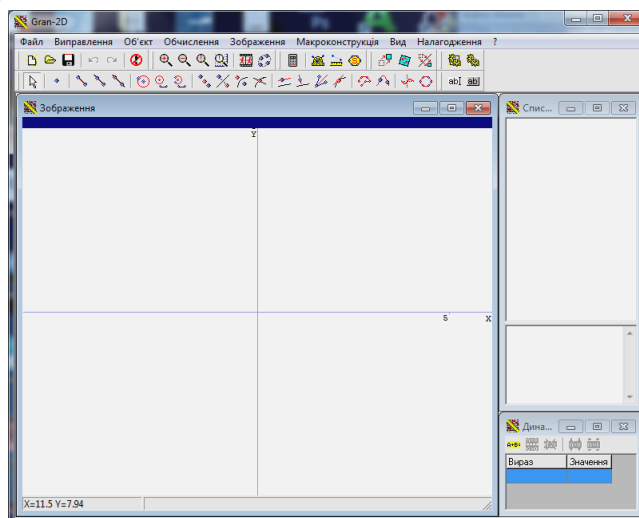 Gran-2D
Файл Виправлення Об'єкт Обчислення Зображення Макроконструкція Вид Налагодження ?
abI ab
Зображення
Y
5 X
X=11.5 Y=7.94
Спис...
Дина...
A+B=
Вираз Значення